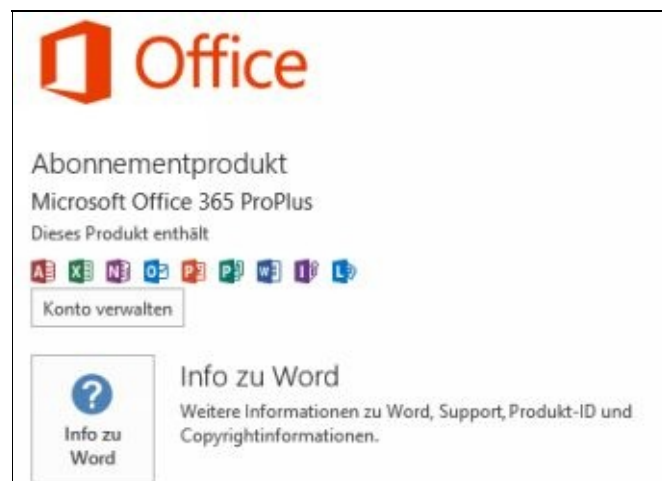 Office
Abonnementprodukt
Microsoft Office 365 ProPlus
Dieses Produkt enthält
A X N O P P W I L
Konto verwalten
Info zu Word
Weitere Informationen zu Word, Support, Produkt-ID und
Copyrightinformationen.
Info zu
Word